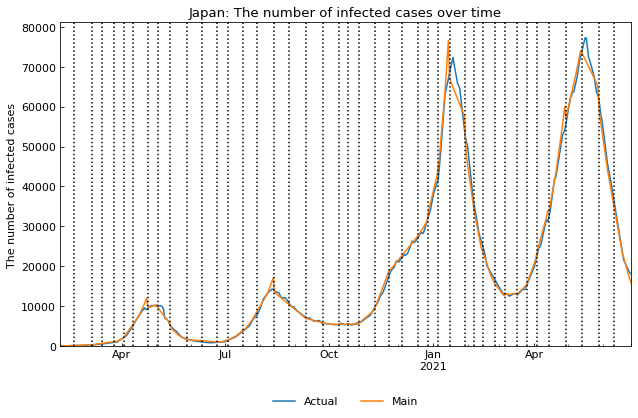 Japan: The number of infected cases over time
The number of infected cases
80000
70000
60000
50000
40000
30000
20000
10000
0
Apr Jul Oct Jan Apr
2021
Actual Main